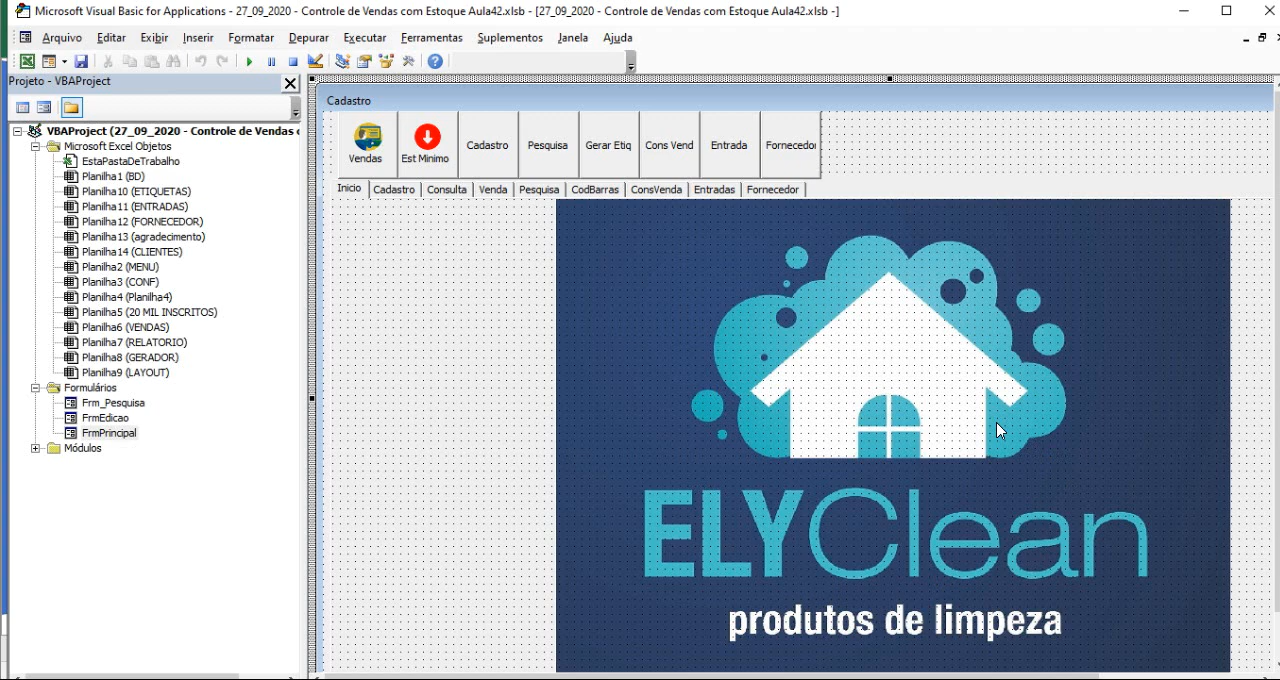 Microsoft Visual Basic for Applications - 27_09_2020 - Controle de Vendas com Estoque Aula42.xlsb - [27_09_2020 - Controle de Vendas com Estoque Aula42.xlsb -]
Arquivo Editar Exibir Inserir Formatar Depurar Executar Ferramentas Suplementos Janela Ajuda
Projeto - VBAProject
VBAProject (27_09_2020 - Controle de Vendas
Microsoft Excel Objetos
EstaPastaDeTrabalho
Planilha1 (BD)
Planilha10 (ETIQUETAS)
Planilha11 (ENTRADAS)
Planilha12 (FORNECEDOR)
Planilha13 (agradecimento)
Planilha14 (CLIENTES)
Planilha2 (MENU)
Planilha3 (CONF)
Planilha4 (Planilha4)
Planilha5 (20 MIL INSCRITOS)
Planilha6 (VENDAS)
Planilha7 (RELATORIO)
Planilha8 (GERADOR)
Planilha9 (LAYOUT)
Formulários
Frm_Pesquisa
FrmEdicao
FrmPrincipal
Módulos
Cadastro
Vendas Est Minimo Cadastro Pesquisa Gerar Etiq Cons Vend Entrada Fornecedor
Inicio Cadastro Consulta Venda Pesquisa CodBarras ConsVenda Entradas Fornecedor
ELYClean
produtos de limpeza